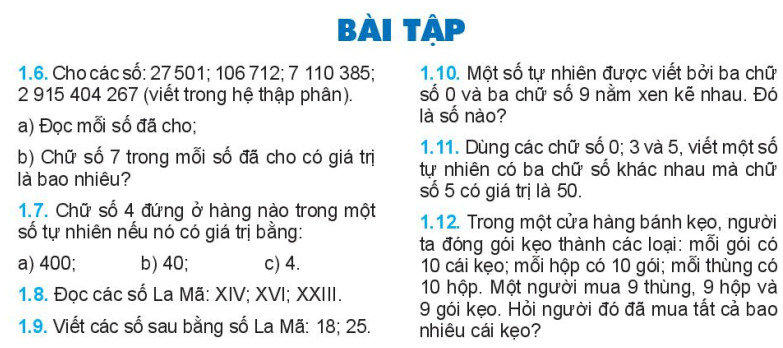 BÀI TẬP
1.6. Cho các số: 27 501; 106 712; 7 110 385;
2 915 404 267 (viết trong hệ thập phân).
a) Đọc mỗi số đã cho;
b) Chữ số 7 trong mỗi số đã cho có giá trị
là bao nhiêu?
1.7. Chữ số 4 đứng ở hàng nào trong một
số tự nhiên nếu nó có giá trị bằng:
a) 400; b) 40; c) 4.
1.8. Đọc các số La Mã: XIV; XVI; XXIII.
1.9. Viết các số sau bằng số La Mã: 18; 25.
1.10. Một số tự nhiên được viết bởi ba chữ
số 0 và ba chữ số 9 nằm xen kẽ nhau. Đó
là số nào?
1.11. Dùng các chữ số 0; 3 và 5, viết một số
tự nhiên có ba chữ số khác nhau mà chữ
số 5 có giá trị là 50.
1.12. Trong một cửa hàng bánh kẹo, người
ta đóng gói kẹo thành các loại: mỗi gói có
10 cái kẹo; mỗi hộp có 10 gói; mỗi thùng có
10 hộp. Một người mua 9 thùng, 9 hộp và
9 gói kẹo. Hỏi người đó đã mua tất cả bao
nhiêu cái kẹo?